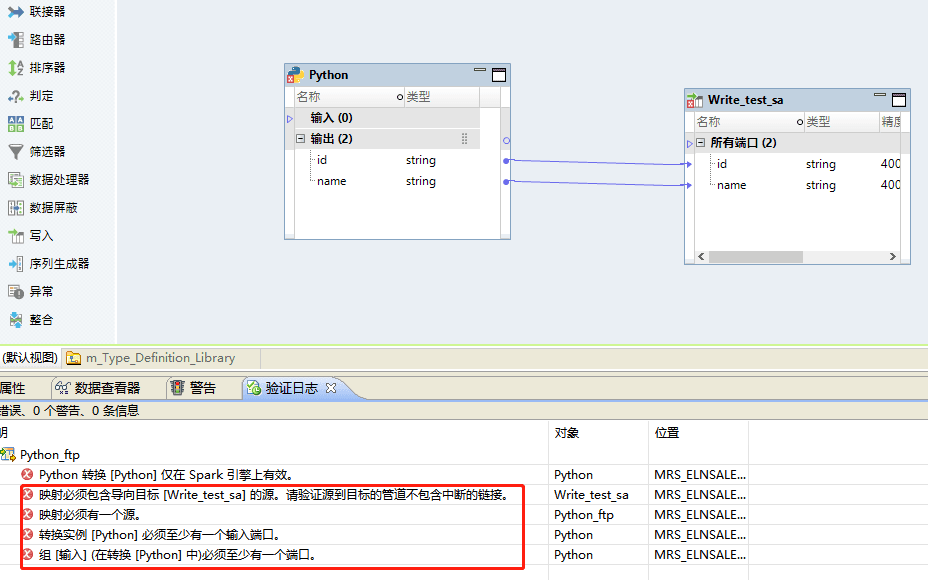 联接器
路由器
排序器
判定
匹配
筛选器
数据处理器
数据屏蔽
写入
序列生成器
异常
整合
Python
名称 类型
输入 (0)
输出 (2)
id string
name string
Write_test_sa
名称 类型 精度
所有端口 (2)
id string 400
name string 400
(默认视图) m_Type_Definition_Library
属性 数据查看器 警告 验证日志
错误、0 个警告、0 条信息
明 对象 位置
Python_ftp
Python 转换 [Python] 仅在 Spark 引擎上有效。 Python MRS_ELNSALE...
映射必须包含导向目标 [Write_test_sa] 的源。请验证源到目标的管道不包含中断的链接。 Write_test_sa MRS_ELNSALE...
映射必须有一个源。 Python_ftp MRS_ELNSALE...
转换实例 [Python] 必须至少有一个输入端口。 Python MRS_ELNSALE...
组 [输入] (在转换 [Python] 中)必须至少有一个端口。 Python MRS_ELNSALE...